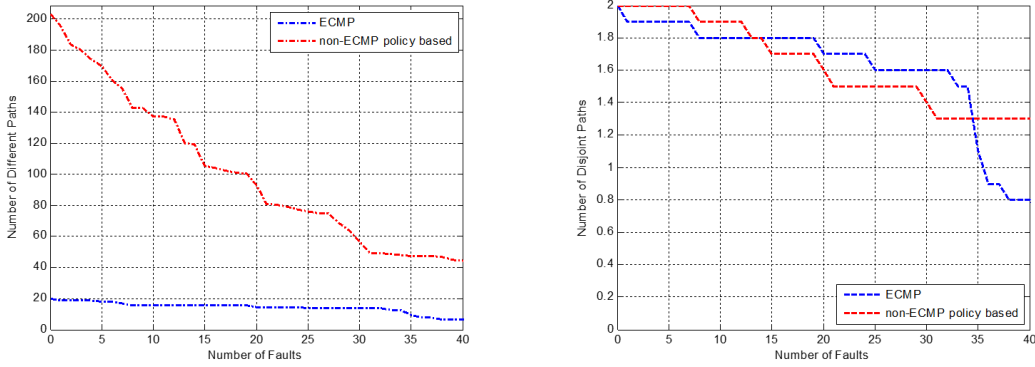 200
180
160
140
120
100
80
60
40
20
0
Number of Different Paths
ECMP
non-ECMP policy based
0 5 10 15 20 25 30 35 40
Number of Faults
2
1.8
1.6
1.4
1.2
1
0.8
0.6
0.4
0.2
0
Number of Disjoint Paths
ECMP
non-ECMP policy based
0 5 10 15 20 25 30 35 40
Number of Faults